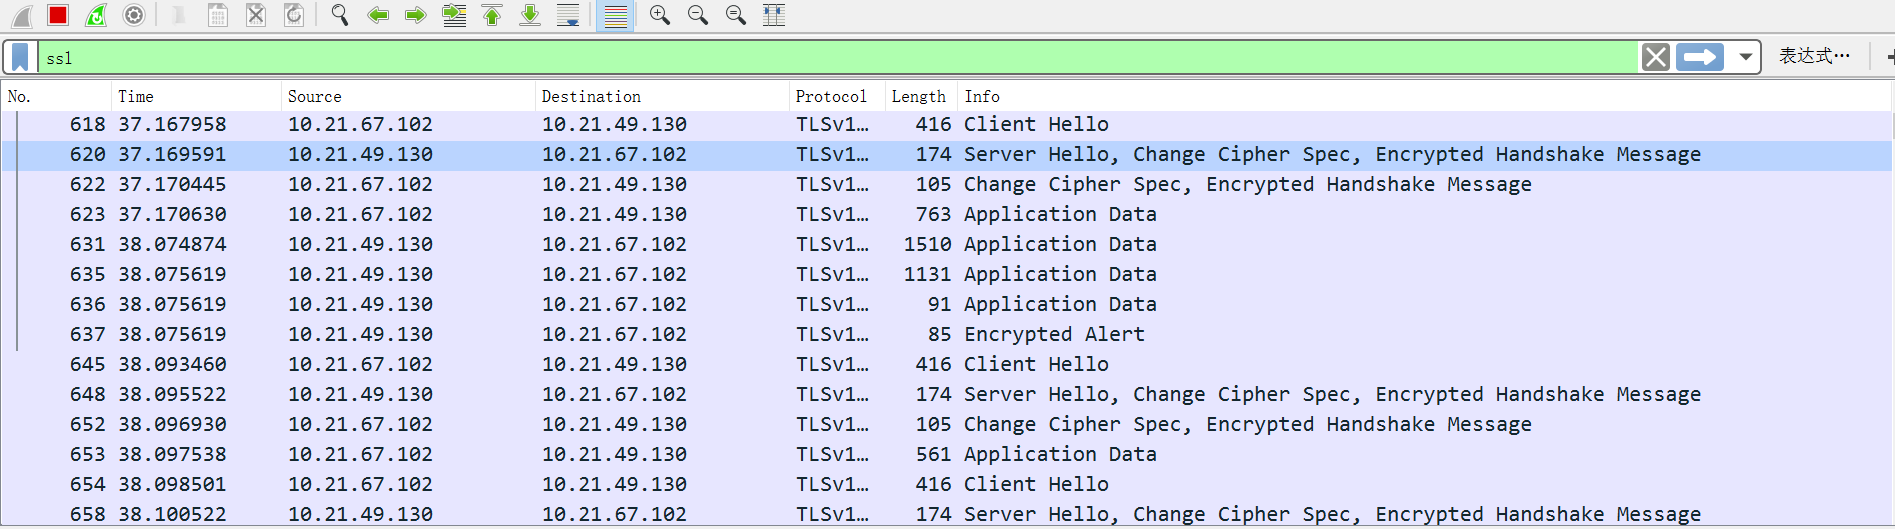 ssl 表达式…
No. Time Source Destination Protocol Length Info
618 37.167958 10.21.67.102 10.21.49.130 TLSv1… 416 Client Hello
620 37.169591 10.21.49.130 10.21.67.102 TLSv1… 174 Server Hello, Change Cipher Spec, Encrypted Handshake Message
622 37.170445 10.21.67.102 10.21.49.130 TLSv1… 105 Change Cipher Spec, Encrypted Handshake Message
623 37.170630 10.21.67.102 10.21.49.130 TLSv1… 763 Application Data
631 38.074874 10.21.49.130 10.21.67.102 TLSv1… 1510 Application Data
635 38.075619 10.21.49.130 10.21.67.102 TLSv1… 1131 Application Data
636 38.075619 10.21.49.130 10.21.67.102 TLSv1… 91 Application Data
637 38.075619 10.21.49.130 10.21.67.102 TLSv1… 85 Encrypted Alert
645 38.093460 10.21.67.102 10.21.49.130 TLSv1… 416 Client Hello
648 38.095522 10.21.49.130 10.21.67.102 TLSv1… 174 Server Hello, Change Cipher Spec, Encrypted Handshake Message
652 38.096930 10.21.67.102 10.21.49.130 TLSv1… 105 Change Cipher Spec, Encrypted Handshake Message
653 38.097538 10.21.67.102 10.21.49.130 TLSv1… 561 Application Data
654 38.098501 10.21.67.102 10.21.49.130 TLSv1… 416 Client Hello
658 38.100522 10.21.49.130 10.21.67.102 TLSv1… 174 Server Hello, Change Cipher Spec, Encrypted Handshake Message